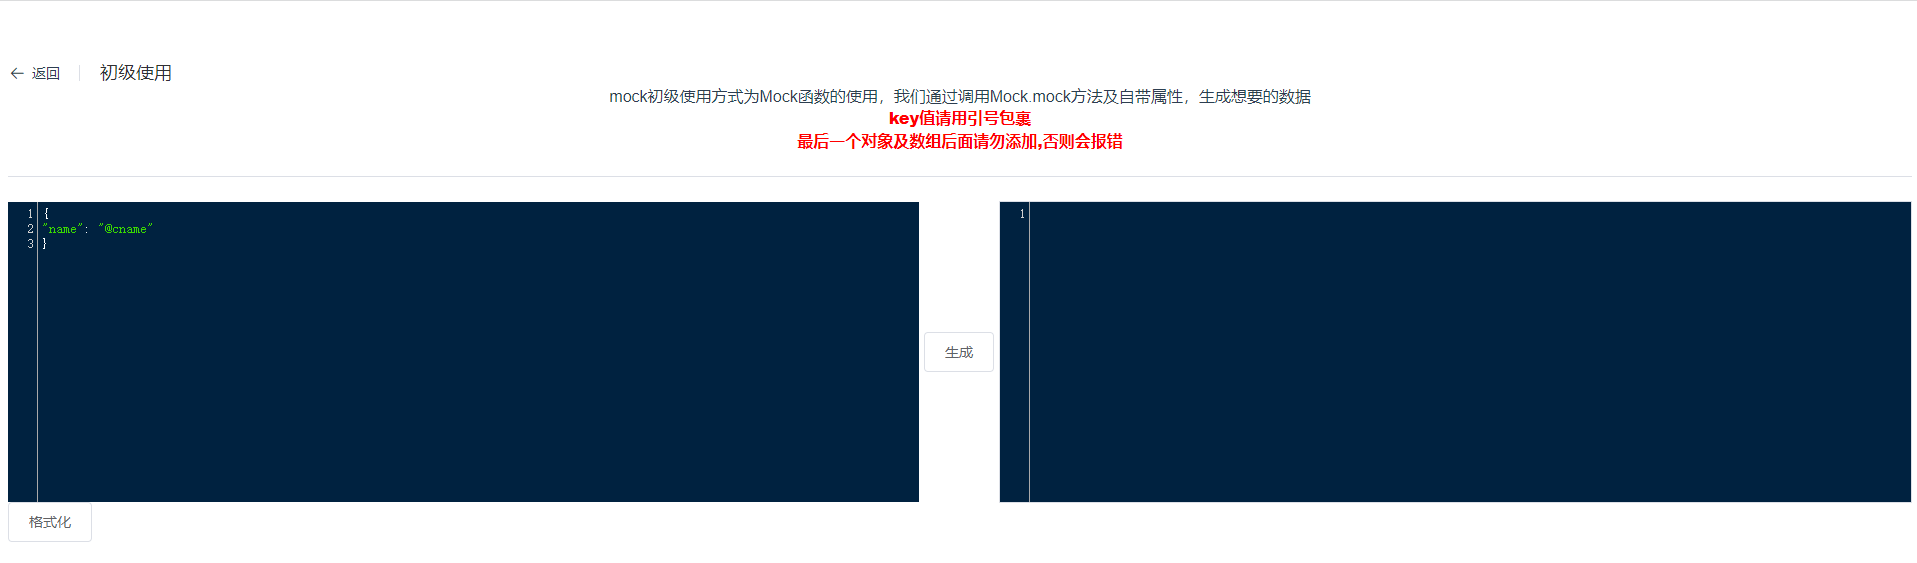 返回 初级使用
mock初级使用方式为Mock函数的使用，我们通过调用Mock.mock方法及自带属性，生成想要的数据
key值请用引号包裹
最后一个对象及数组后面请勿添加,否则会报错
1 {
2 "name": "@cname"
3 }
生成
1
格式化